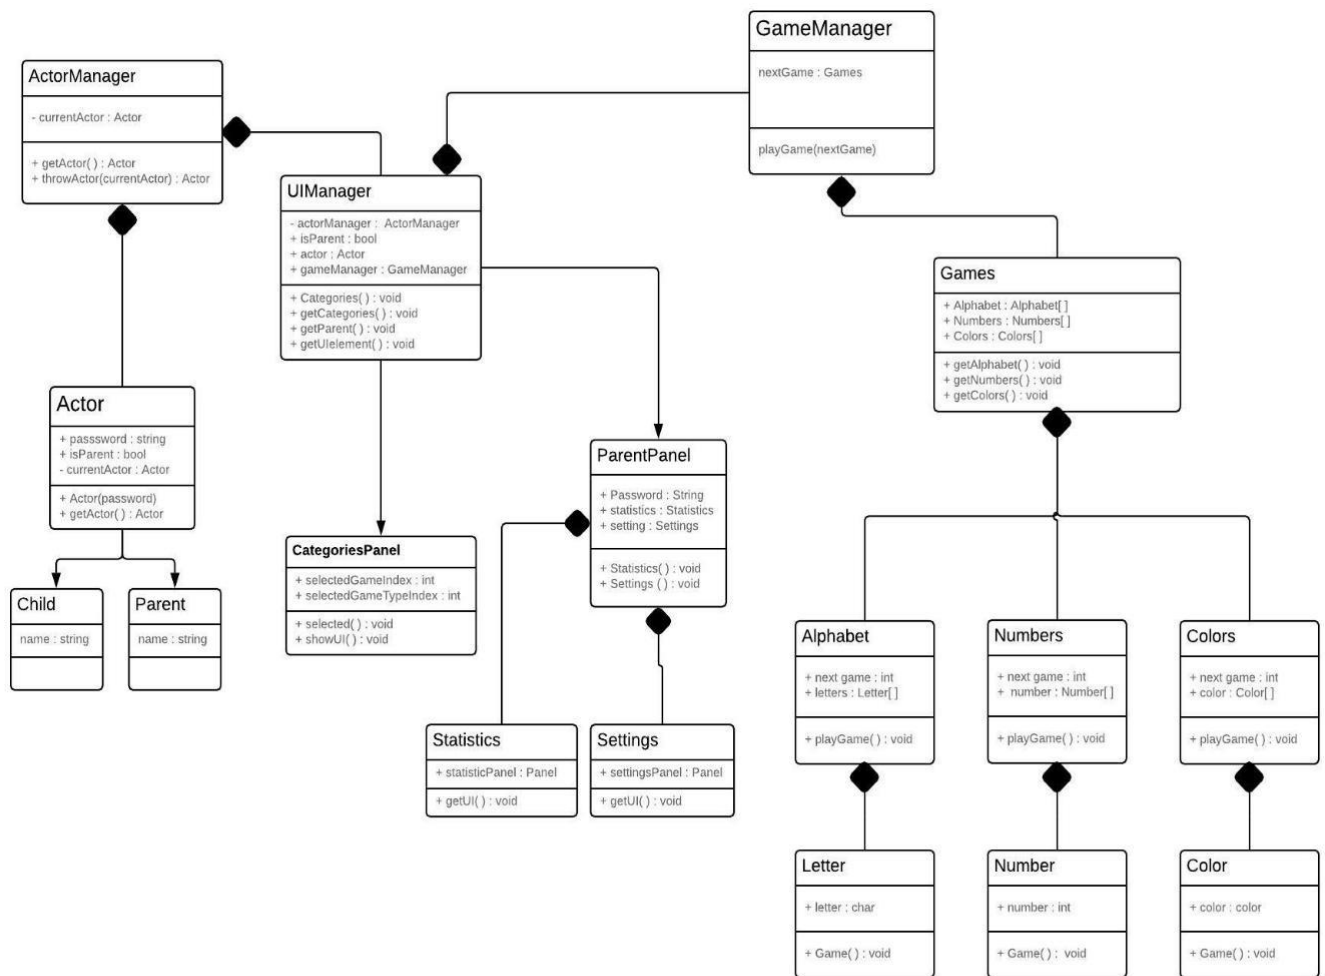 GameManager
nextGame : Games
playGame(nextGame)
ActorManager
- currentActor : Actor
+ getActor( ) : Actor
+ throwActor(currentActor) : Actor
UIManager
- actorManager : ActorManager
+ isParent : bool
+ actor : Actor
+ gameManager : GameManager
+ Categories( ) : void
+ getCategories( ) : void
+ getParent( ) : void
+ getUIelement( ) : void
Games
+ Alphabet : Alphabet[ ]
+ Numbers : Numbers[ ]
+ Colors : Colors[ ]
+ getAlphabet( ) : void
+ getNumbers( ) : void
+ getColors( ) : void
Actor
+ passsword : string
+ isParent : bool
- currentActor : Actor
+ Actor(password)
+ getActor( ) : Actor
ParentPanel
+ Password : String
+ statistics : Statistics
+ setting : Settings
+ Statistics( ) : void
+ Settings ( ) : void
CategoriesPanel
+ selectedGameIndex : int
+ selectedGameTypeIndex : int
+ selected( ) : void
+ showUI( ) : void
Child
name : string
Parent
name : string
Alphabet
+ next game : int
+ letters : Letter[ ]
+ playGame( ) : void
Numbers
+ next game : int
+ number : Number[ ]
+ playGame( ) : void
Colors
+ next game : int
+ color : Color[ ]
+ playGame( ) : void
Statistics
+ statisticPanel : Panel
+ getUI( ) : void
Settings
+ settingsPanel : Panel
+ getUI( ) : void
Letter
+ letter : char
+ Game( ) : void
Number
+ number : int
+ Game( ) : void
Color
+ color : color
+ Game( ) : void